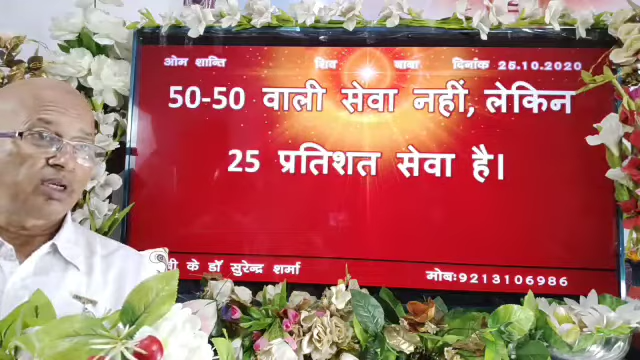 ओम शान्ति शिव बाबा दिनांक 25.10.2020
50-50 वाली सेवा नहीं, लेकिन
25 प्रतिशत सेवा है।
के डॉ सुरेन्द्र शर्मा मोबः9213106986